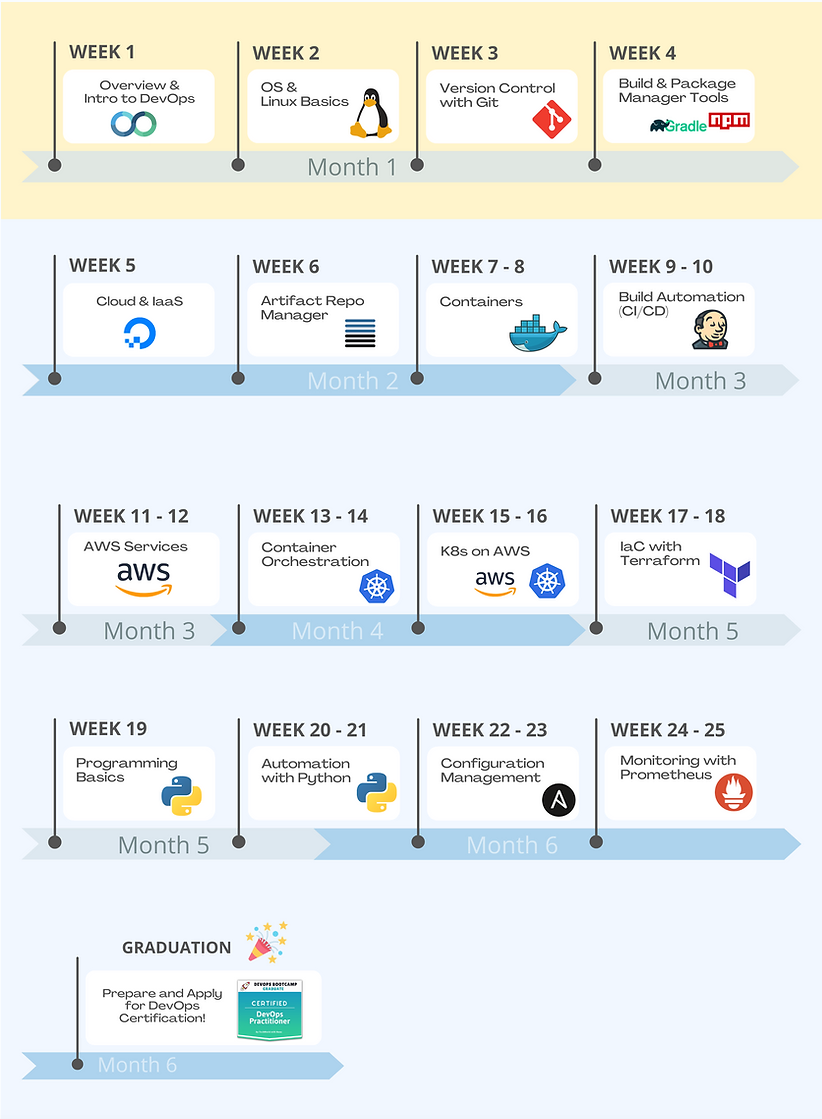 WEEK 1
Overview &
Intro to DevOps
WEEK 2
OS &
Linux Basics
WEEK 3
Version Control
with Git
WEEK 4
Build & Package
Manager Tools
Gradle
npm
Month 1
WEEK 5
Cloud & IaaS
WEEK 6
Artifact Repo
Manager
WEEK 7 - 8
Containers
WEEK 9 - 10
Build Automation
(CI/CD)
Month 2
Month 3
WEEK 11 - 12
AWS Services
aws
WEEK 13 - 14
Container
Orchestration
WEEK 15 - 16
K8s on AWS
aws
WEEK 17 - 18
IaC with
Terraform
Month 3
Month 4
Month 5
WEEK 19
Programming
Basics
WEEK 20 - 21
Automation
with Python
WEEK 22 - 23
Configuration
Management
WEEK 24 - 25
Monitoring with
Prometheus
Month 5
Month 6
GRADUATION
Prepare and Apply
for DevOps
Certification!
DEVOPS BOOTCAMP
GRADUATE
CERTIFIED
DevOps
Practitioner
Month 6